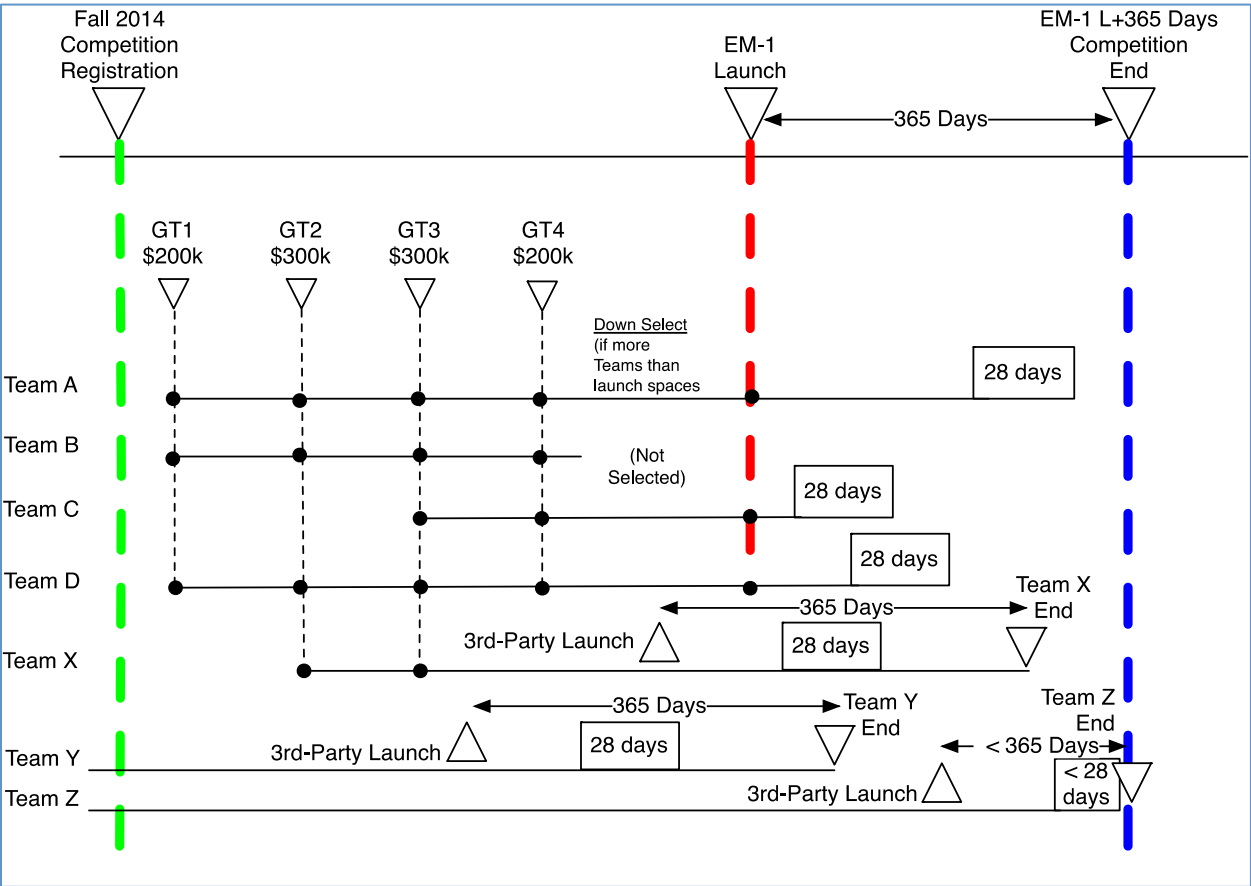 Fall 2014
Competition
Registration
EM-1
Launch
EM-1 L+365 Days
Competition
End
365 Days
GT1
$200k
GT2
$300k
GT3
$300k
GT4
$200k
Down Select
(if more
Teams than
launch spaces
Team A
28 days
Team B
(Not
Selected)
Team C
28 days
Team D
28 days
Team X
End
365 Days
3rd-Party Launch
28 days
Team X
365 Days
Team Y
End
Team Z
End
3rd-Party Launch
28 days
< 365 Days
Team Y
3rd-Party Launch
< 28
days
Team Z